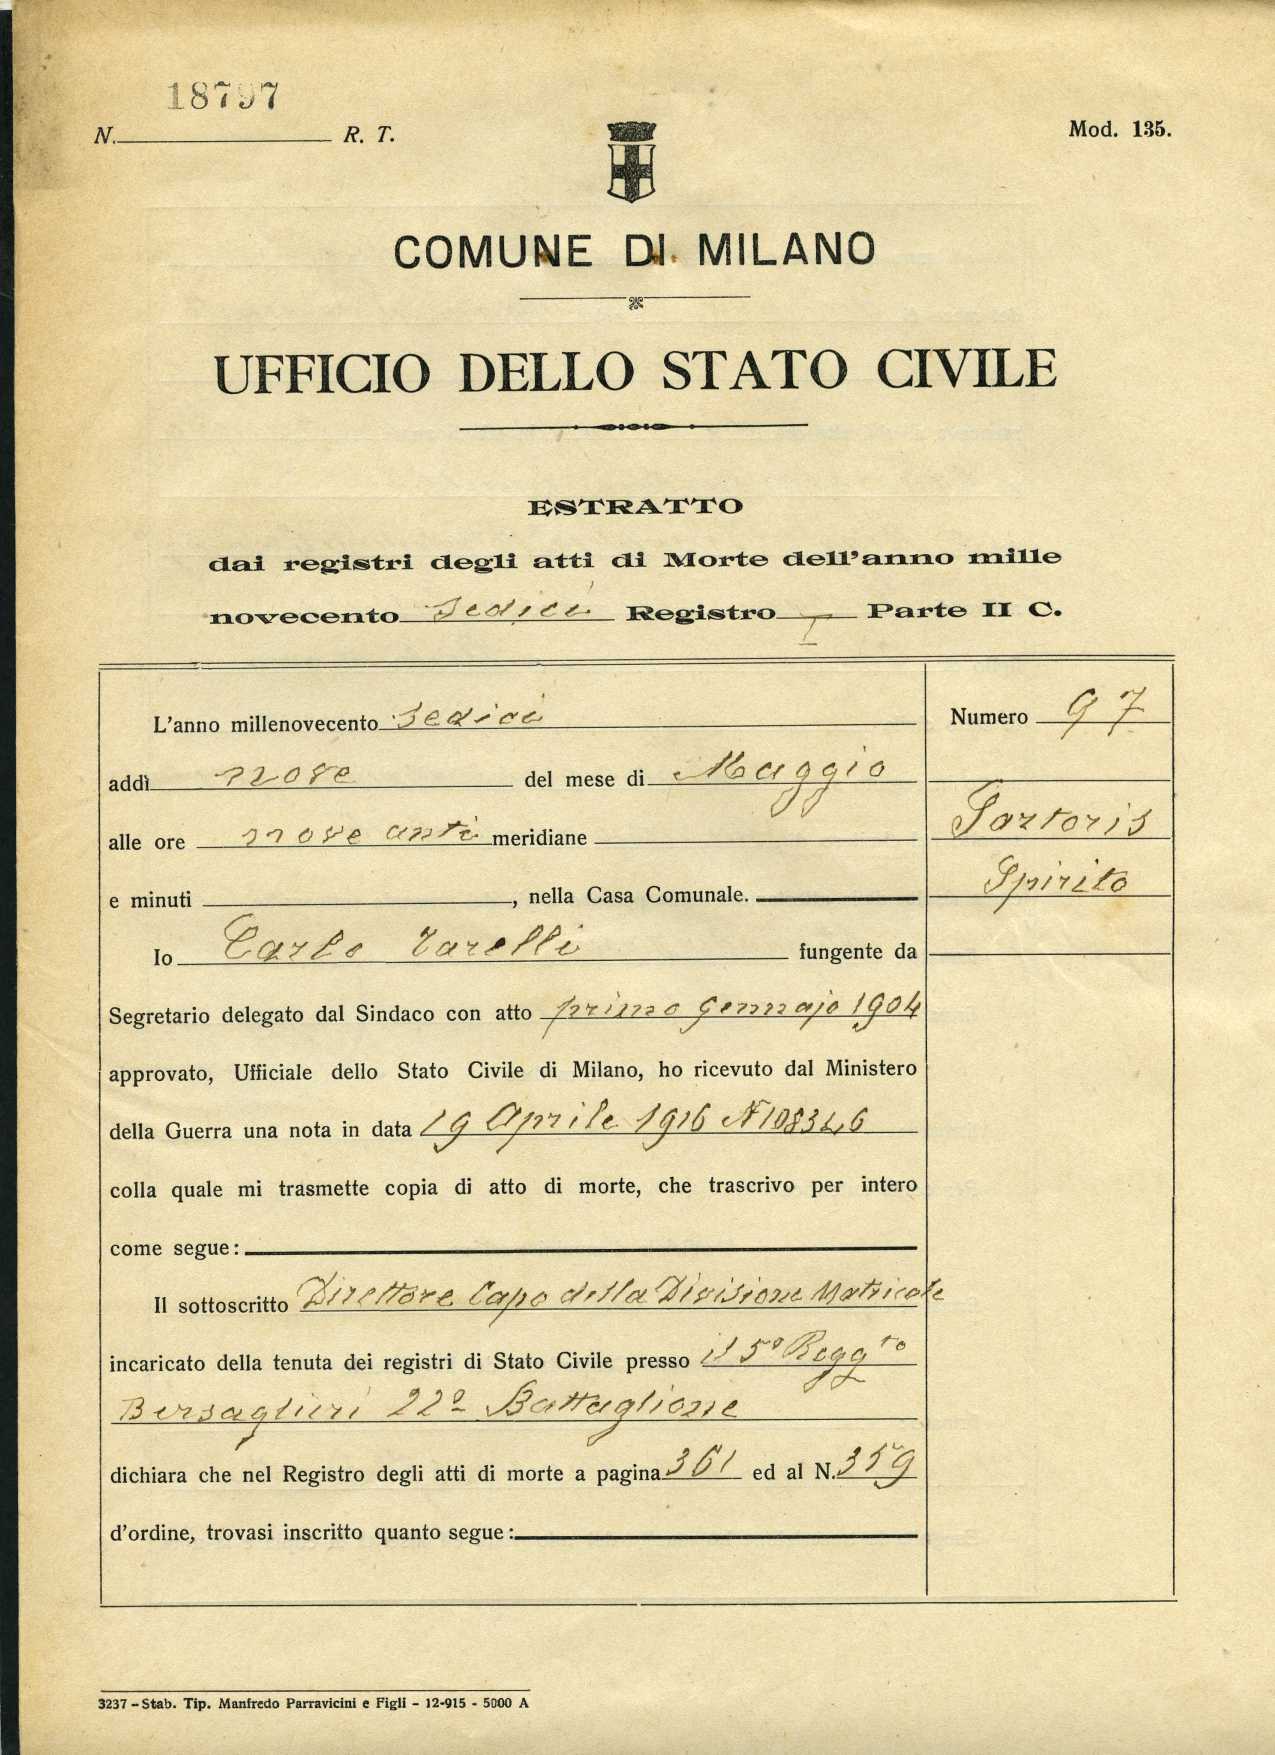 18797
N. R. T.
Mod. 135.
COMUNE DI MILANO
UFFICIO DELLO STATO CIVILE
ESTRATTO
dai registri degli atti di Morte dell'anno mille
novecento sedici Registro I Parte II C.
L'anno millenovecento sedici
Numero 97
addì nove del mese di Maggio
alle ore nove anti meridiane
Sartoris
e minuti , nella Casa Comunale.
Spirito
Io Carlo Tarelli fungente da
Segretario delegato dal Sindaco con atto primo Gennajo 1904
approvato, Ufficiale dello Stato Civile di Milano, ho ricevuto dal Ministero
della Guerra una nota in data 19 Aprile 1916 N 108346
colla quale mi trasmette copia di atto di morte, che trascrivo per intero
come segue:
Il sottoscritto Direttore Capo della Divisione Matricole
incaricato della tenuta dei registri di Stato Civile presso il 5° Regg.to
Bersaglieri 22° Battaglione
dichiara che nel Registro degli atti di morte a pagina 361 ed al N. 359
d'ordine, trovasi inscritto quanto segue:
3237 – Stab. Tip. Manfredo Parravicini e Figli – 12-915 - 5000 A